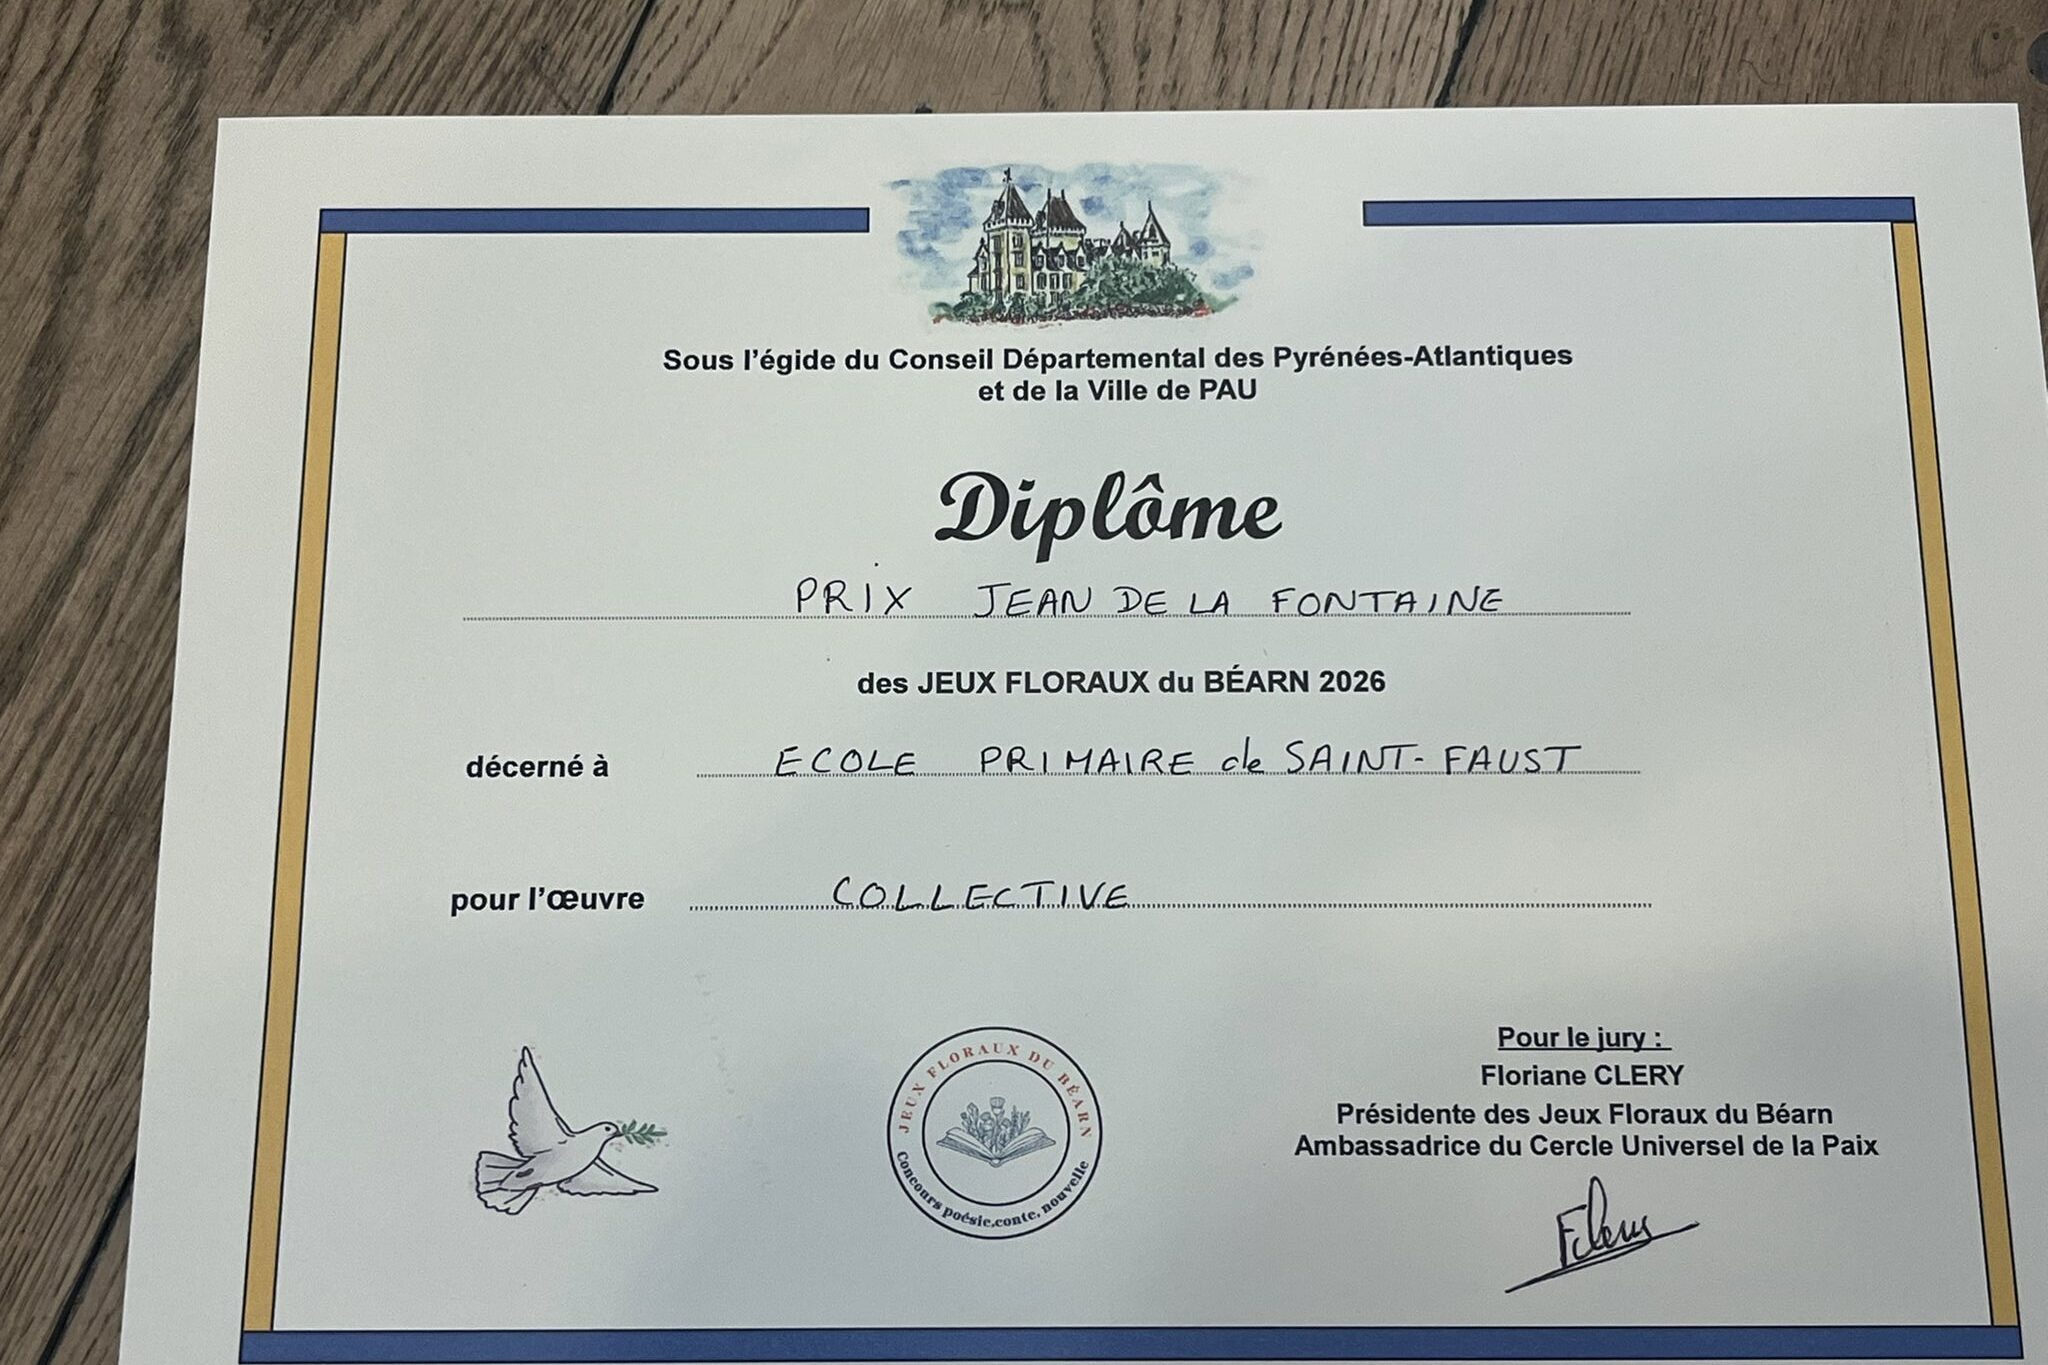 Sous l'égide du Conseil Départemental des Pyrénées-Atlantiques
et de la Ville de PAU
Diplôme
PRIX JEAN DE LA FONTAINE
des JEUX FLORAUX du BÉARN 2026
décerné à ECOLE PRIMAIRE de SAINT-FAUST
pour l'œuvre COLLECTIVE
JEUX FLORAUX DU BÉARN
Concours poésie, conte, nouvelle
Pour le jury :
Floriane CLERY
Présidente des Jeux Floraux du Béarn
Ambassadrice du Cercle Universel de la Paix